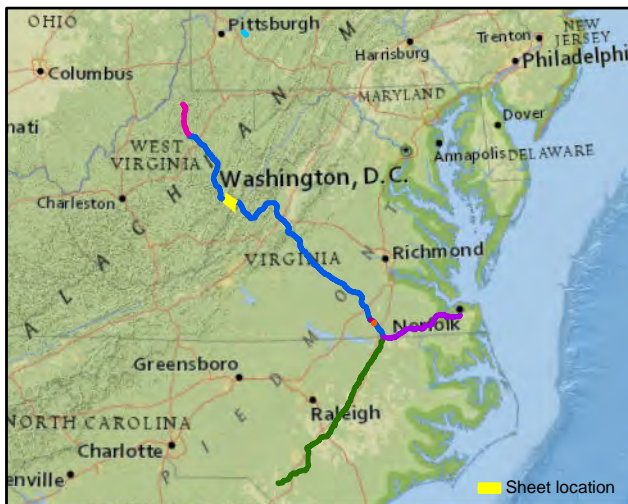 OHIO
Pittsburgh
NEW
JERSEY
Trenton
Harrisburg
Philadelphi
Columbus
MARYLAND
Dover
nati
WEST
VIRGINIA
Annapolis
DELAWARE
Washington, D.C.
Charleston
Richmond
VIRGINIA
Norfolk
Greensboro
Raleigh
NORTH CAROLINA
Charlotte
enville
A L A C H I A N M
P I E D M O N T
Sheet location